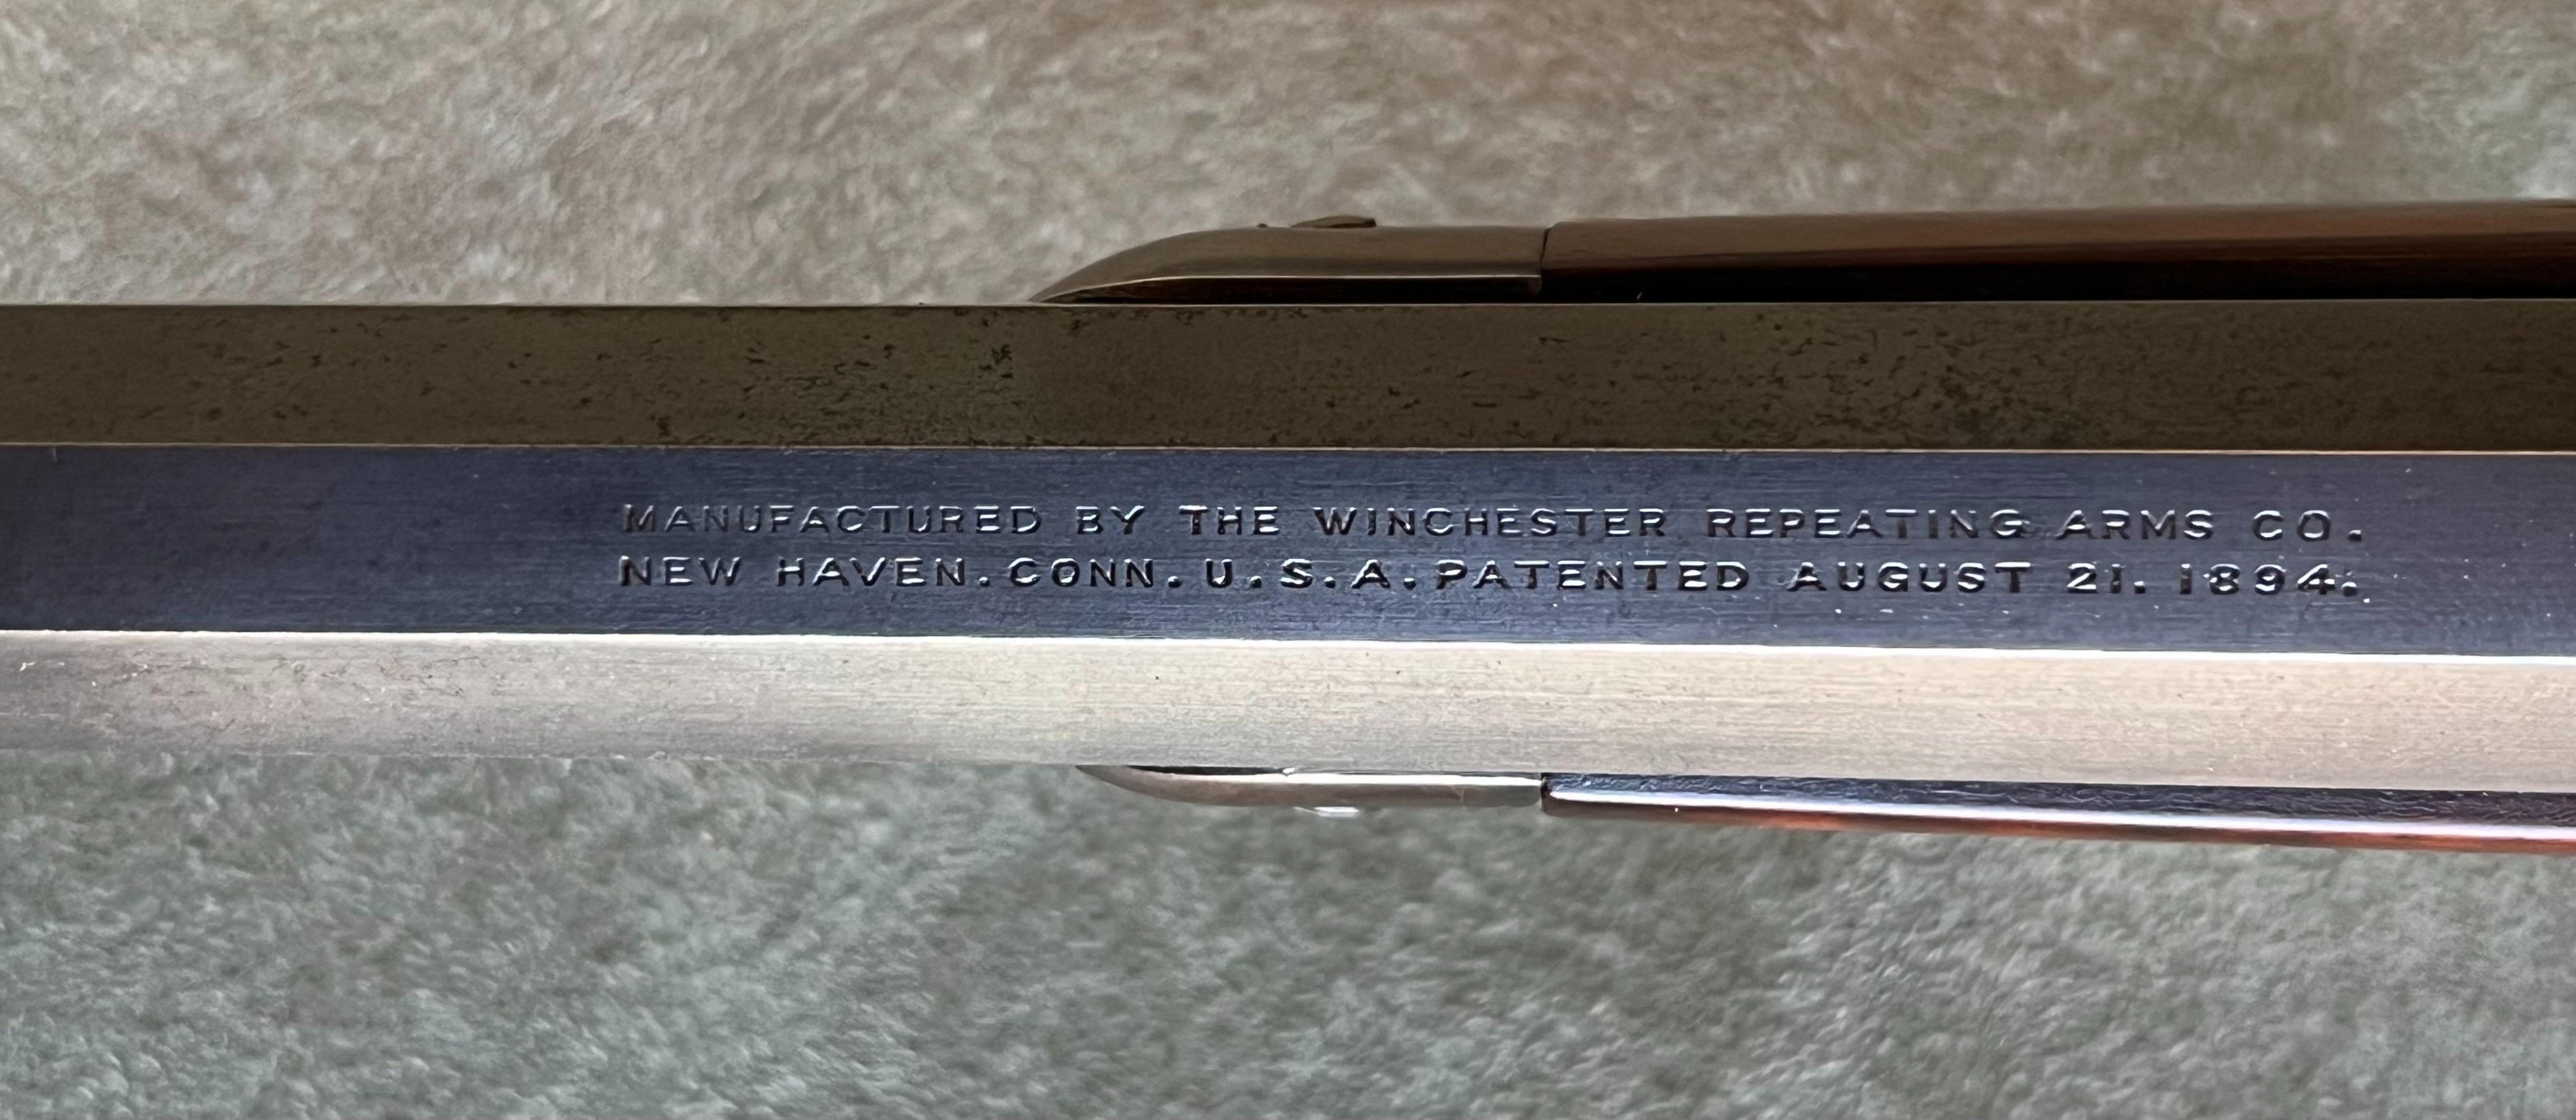 MANUFACTURED BY THE WINCHESTER REPEATING ARMS CO.
NEW HAVEN. CONN. U.S.A. PATENTED AUGUST 21. 1894.